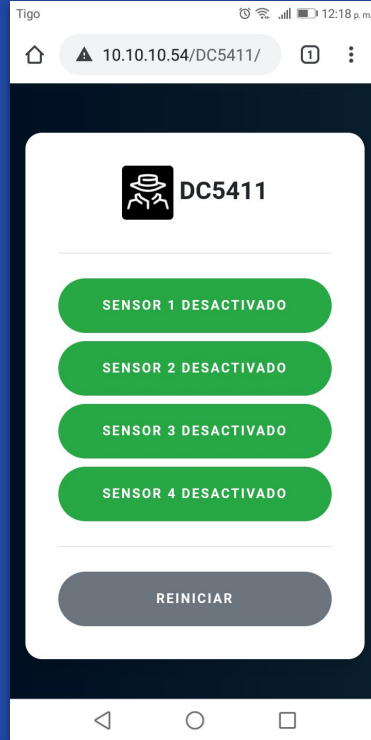 Tigo 12:18 p. m.
10.10.10.54/DC5411/ 1
DC5411
SENSOR 1 DESACTIVADO
SENSOR 2 DESACTIVADO
SENSOR 3 DESACTIVADO
SENSOR 4 DESACTIVADO
REINICIAR